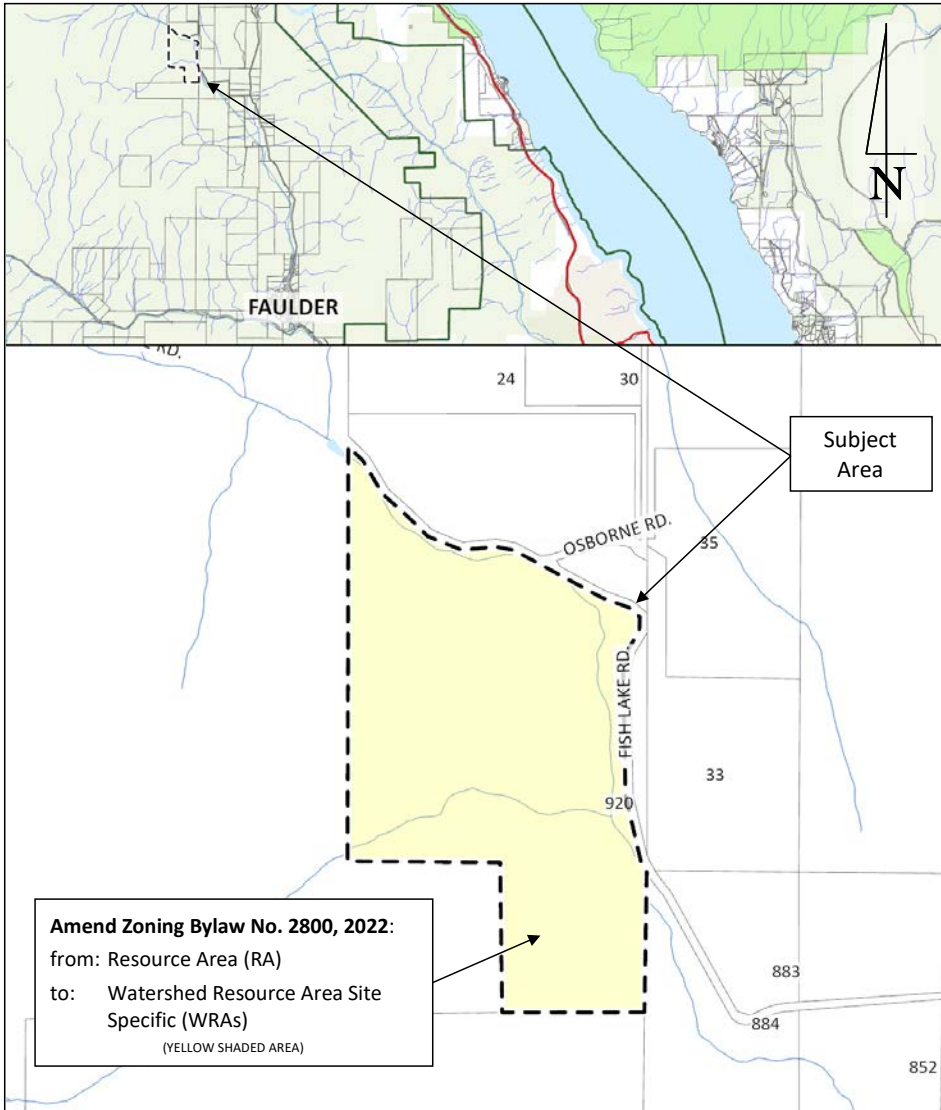 N
FAULDER
RD.
24
30
Subject
Area
OSBORNE RD.
35
FISH LAKE RD.
33
920
Amend Zoning Bylaw No. 2800, 2022:
from: Resource Area (RA)
to: Watershed Resource Area Site
Specific (WRAs)
(YELLOW SHADED AREA)
883
884
852